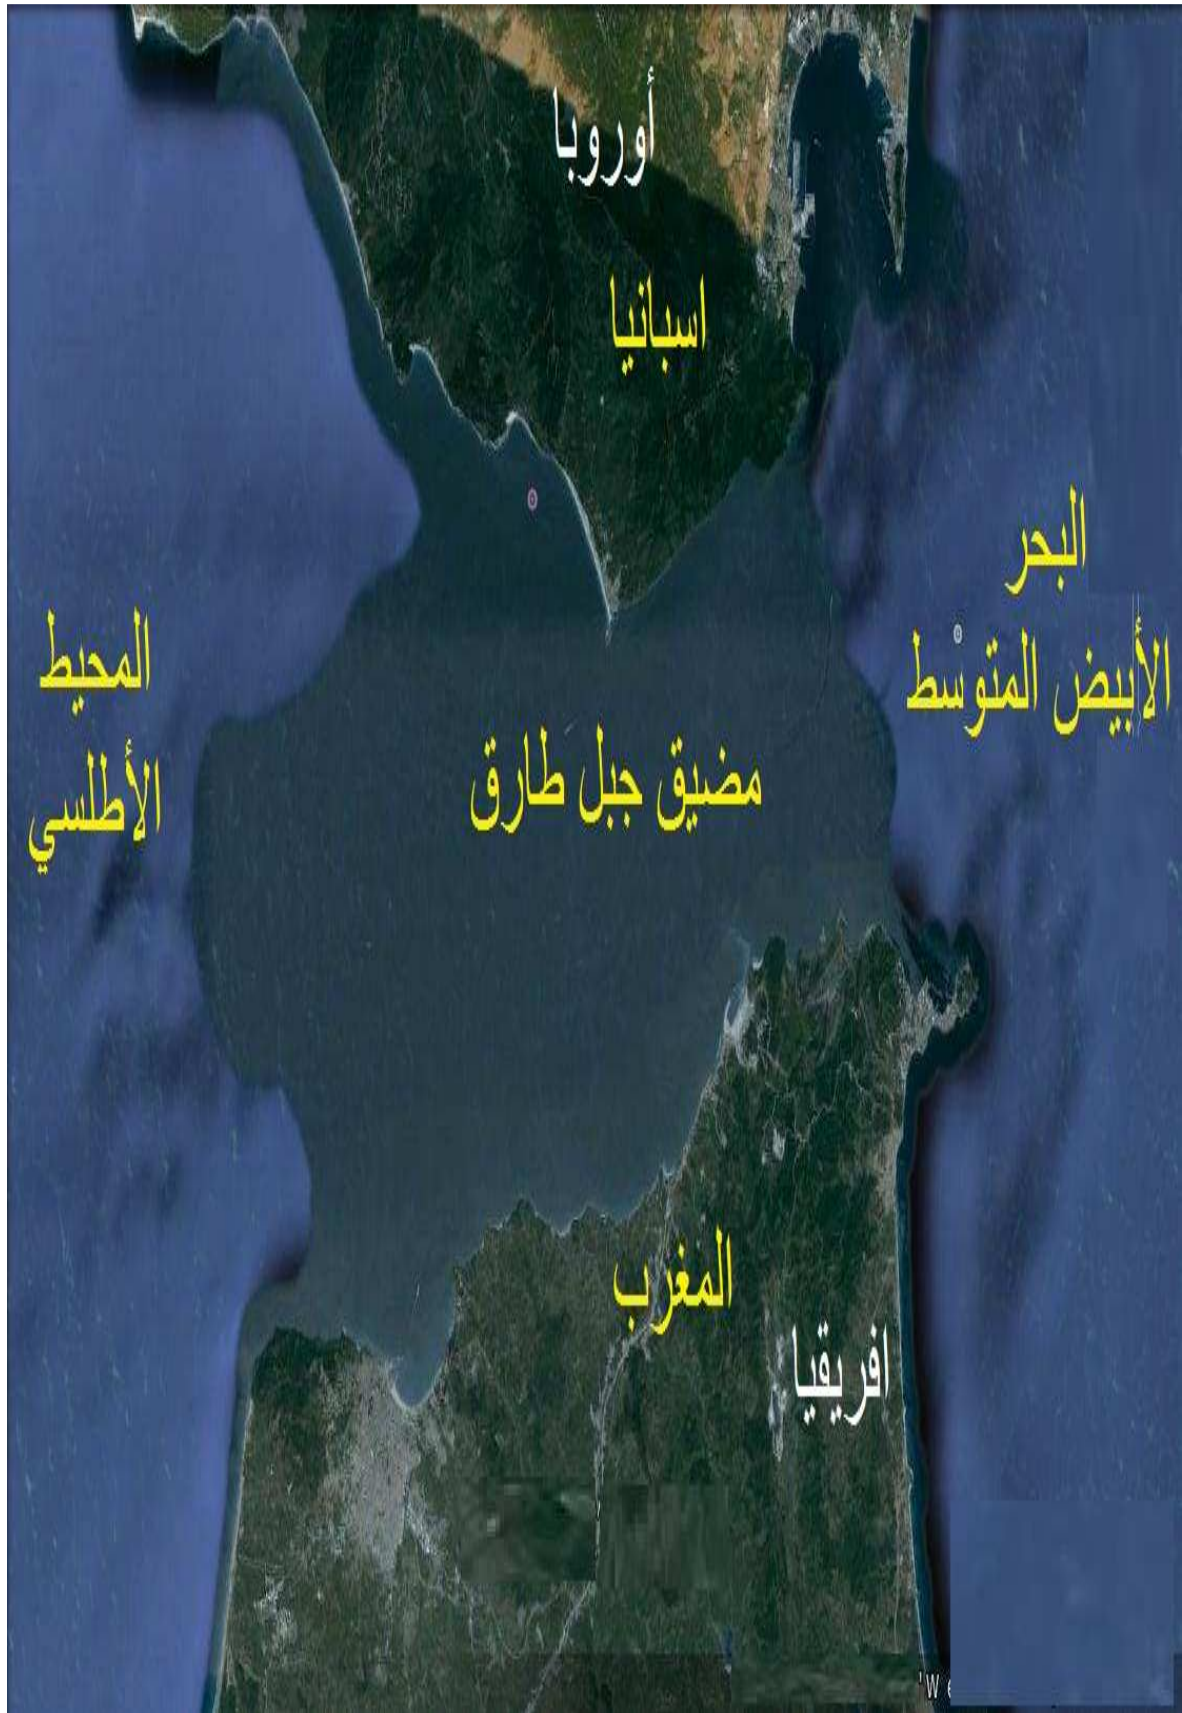 أوروبا
اسبانيا
البحر
الأبيض المتوسط
المحيط
الأطلسي
مضيق جبل طارق
المغرب
افريقيا